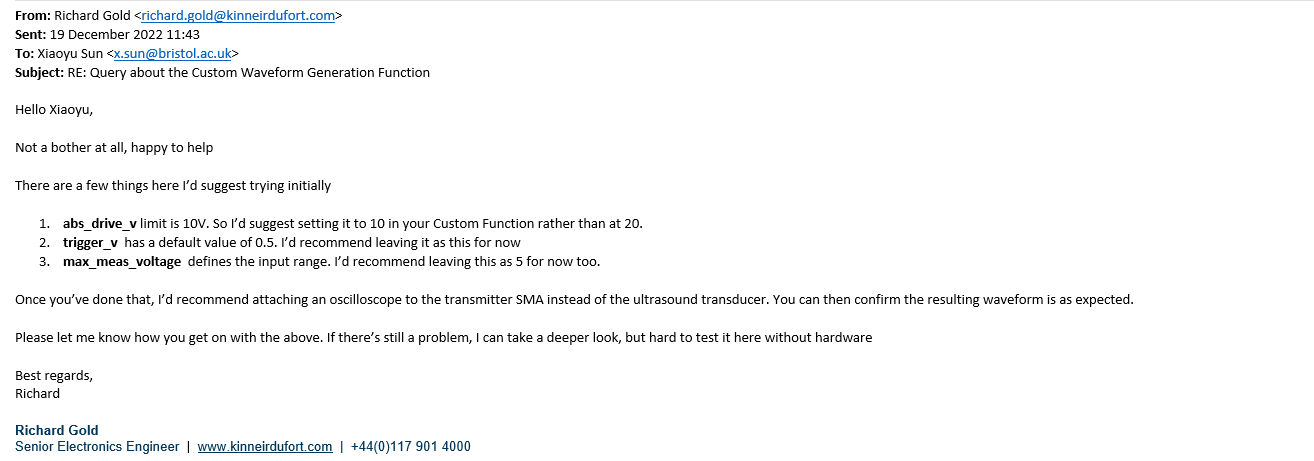 From: Richard Gold <richard.gold@kinneirdufort.com>
Sent: 19 December 2022 11:43
To: Xiaoyu Sun <x.sun@bristol.ac.uk>
Subject: RE: Query about the Custom Waveform Generation Function
Hello Xiaoyu,
Not a bother at all, happy to help
There are a few things here I’d suggest trying initially
1. abs_drive_v limit is 10V. So I’d suggest setting it to 10 in your Custom Function rather than at 20.
2. trigger_v has a default value of 0.5. I’d recommend leaving it as this for now
3. max_meas_voltage defines the input range. I’d recommend leaving this as 5 for now too.
Once you’ve done that, I’d recommend attaching an oscilloscope to the transmitter SMA instead of the ultrasound transducer. You can then confirm the resulting waveform is as expected.
Please let me know how you get on with the above. If there’s still a problem, I can take a deeper look, but hard to test it here without hardware
Best regards,
Richard
Richard Gold
Senior Electronics Engineer | www.kinneirdufort.com | +44(0)117 901 4000